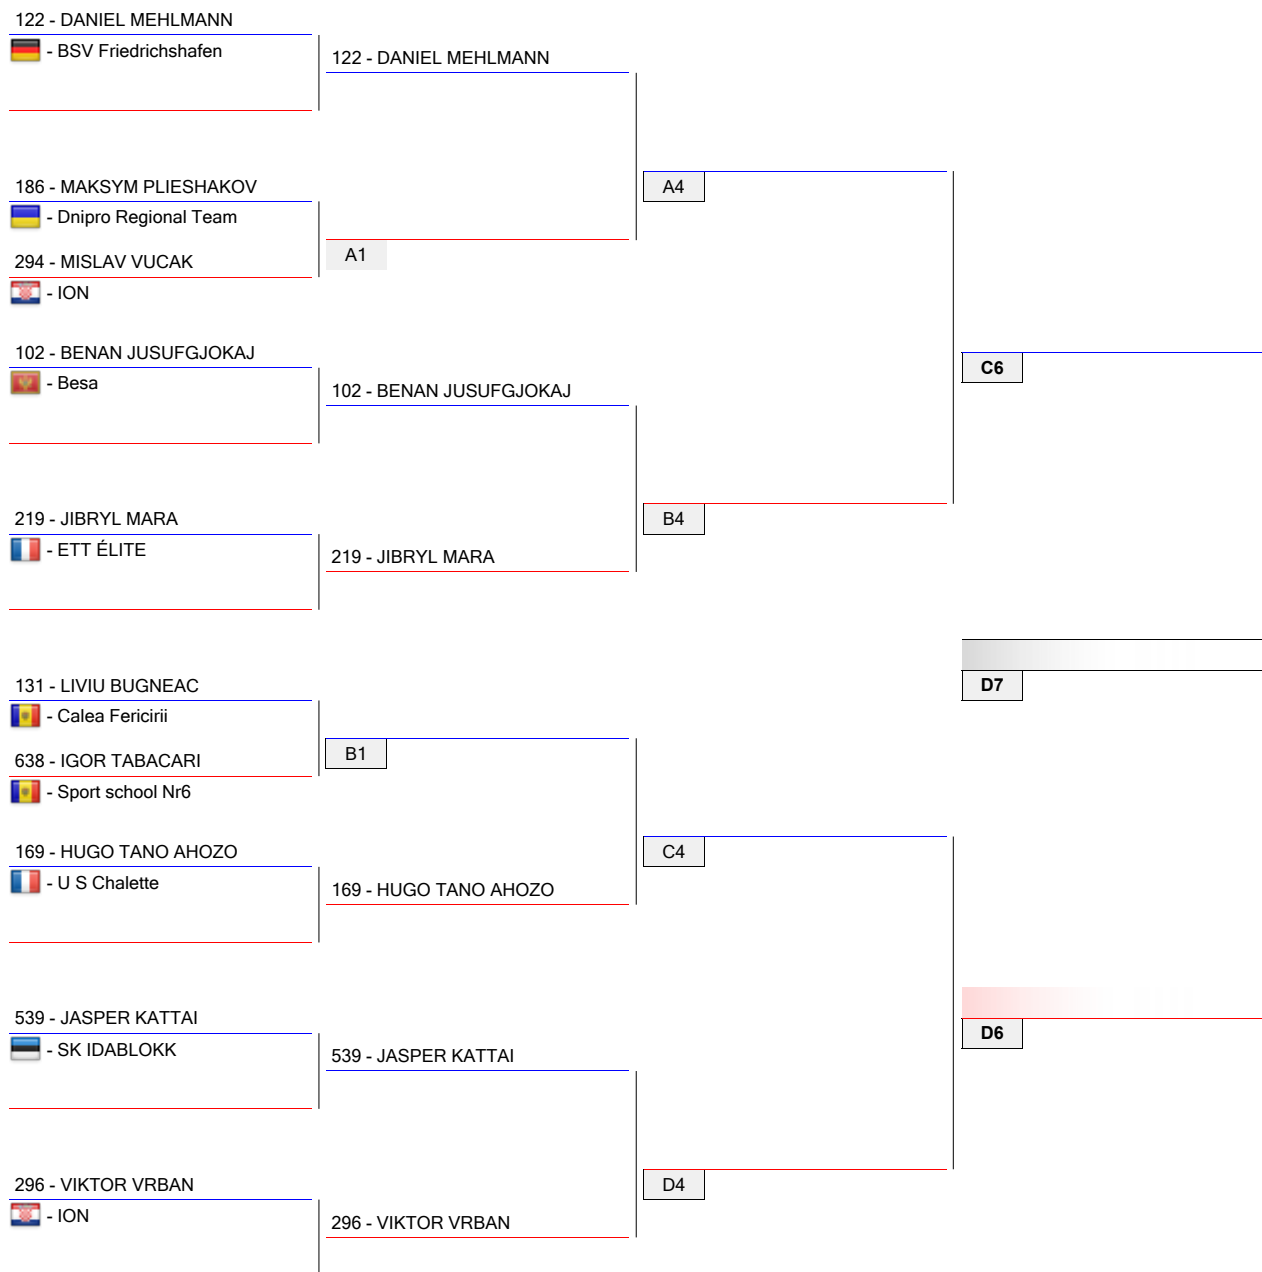 122 - DANIEL MEHLMANN
- BSV Friedrichshafen
122 - DANIEL MEHLMANN
186 - MAKSYM PLIESHAKOV
A4
- Dnipro Regional Team
A1
294 - MISLAV VUCAK
- ION
102 - BENAN JUSUFGJOKAJ
C6
- Besa
102 - BENAN JUSUFGJOKAJ
219 - JIBRYL MARA
B4
- ETT ÉLITE
219 - JIBRYL MARA
131 - LIVIU BUGNEAC
D7
- Calea Fericirii
B1
638 - IGOR TABACARI
- Sport school Nr6
169 - HUGO TANO AHOZO
C4
- U S Chalette
169 - HUGO TANO AHOZO
539 - JASPER KATTAI
D6
- SK IDABLOKK
539 - JASPER KATTAI
296 - VIKTOR VRBAN
D4
- ION
296 - VIKTOR VRBAN